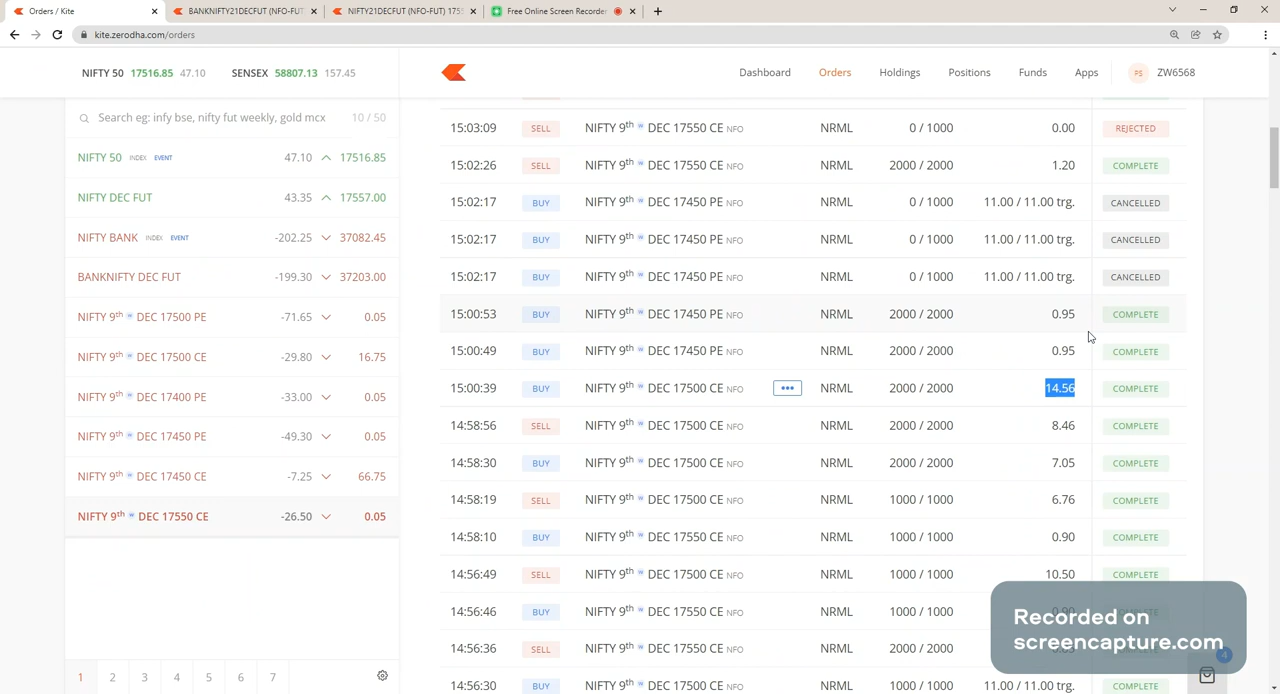 Orders / Kite
BANKNIFTY21DECFUT (NFO-FUT
NIFTY21DECFUT (NFO-FUT) 1755
Free Online Screen Recorder
kite.zerodha.com/orders
NIFTY 50 17516.85 47.10 SENSEX 58807.13 157.45
Dashboard Orders Holdings Positions Funds Apps PS ZW6568
Search eg: infy bse, nifty fut weekly, gold mcx 10 / 50
NIFTY 50 INDEX EVENT 47.10 17516.85
NIFTY DEC FUT 43.35 17557.00
NIFTY BANK INDEX EVENT -202.25 37082.45
BANKNIFTY DEC FUT -199.30 37203.00
NIFTY 9th w DEC 17500 PE -71.65 0.05
NIFTY 9th w DEC 17500 CE -29.80 16.75
NIFTY 9th w DEC 17400 PE -33.00 0.05
NIFTY 9th w DEC 17450 PE -49.30 0.05
NIFTY 9th w DEC 17450 CE -7.25 66.75
NIFTY 9th w DEC 17550 CE -26.50 0.05
1 2 3 4 5 6 7
15:03:09 SELL NIFTY 9th w DEC 17550 CE NFO NRML 0 / 1000 0.00 REJECTED
15:02:26 SELL NIFTY 9th w DEC 17550 CE NFO NRML 2000 / 2000 1.20 COMPLETE
15:02:17 BUY NIFTY 9th w DEC 17450 PE NFO NRML 0 / 1000 11.00 / 11.00 trg. CANCELLED
15:02:17 BUY NIFTY 9th w DEC 17450 PE NFO NRML 0 / 1000 11.00 / 11.00 trg. CANCELLED
15:02:17 BUY NIFTY 9th w DEC 17450 PE NFO NRML 0 / 1000 11.00 / 11.00 trg. CANCELLED
15:00:53 BUY NIFTY 9th w DEC 17450 PE NFO NRML 2000 / 2000 0.95 COMPLETE
15:00:49 BUY NIFTY 9th w DEC 17450 PE NFO NRML 2000 / 2000 0.95 COMPLETE
15:00:39 BUY NIFTY 9th w DEC 17500 CE NFO ••• NRML 2000 / 2000 14.56 COMPLETE
14:58:56 SELL NIFTY 9th w DEC 17500 CE NFO NRML 2000 / 2000 8.46 COMPLETE
14:58:30 BUY NIFTY 9th w DEC 17500 CE NFO NRML 2000 / 2000 7.05 COMPLETE
14:58:19 SELL NIFTY 9th w DEC 17500 CE NFO NRML 1000 / 1000 6.76 COMPLETE
14:58:10 BUY NIFTY 9th w DEC 17550 CE NFO NRML 1000 / 1000 0.90 COMPLETE
14:56:49 SELL NIFTY 9th w DEC 17500 CE NFO NRML 1000 / 1000 10.50 COMPLETE
14:56:46 BUY NIFTY 9th w DEC 17550 CE NFO NRML 1000 / 1000
14:56:36 SELL NIFTY 9th w DEC 17500 CE NFO NRML 1000 / 1000
14:56:30 BUY NIFTY 9th w DEC 17550 CE NFO NRML 1000 / 1000 11.00 / 11.00 trg. COMPLETE
Recorded on
screencapture.com
4